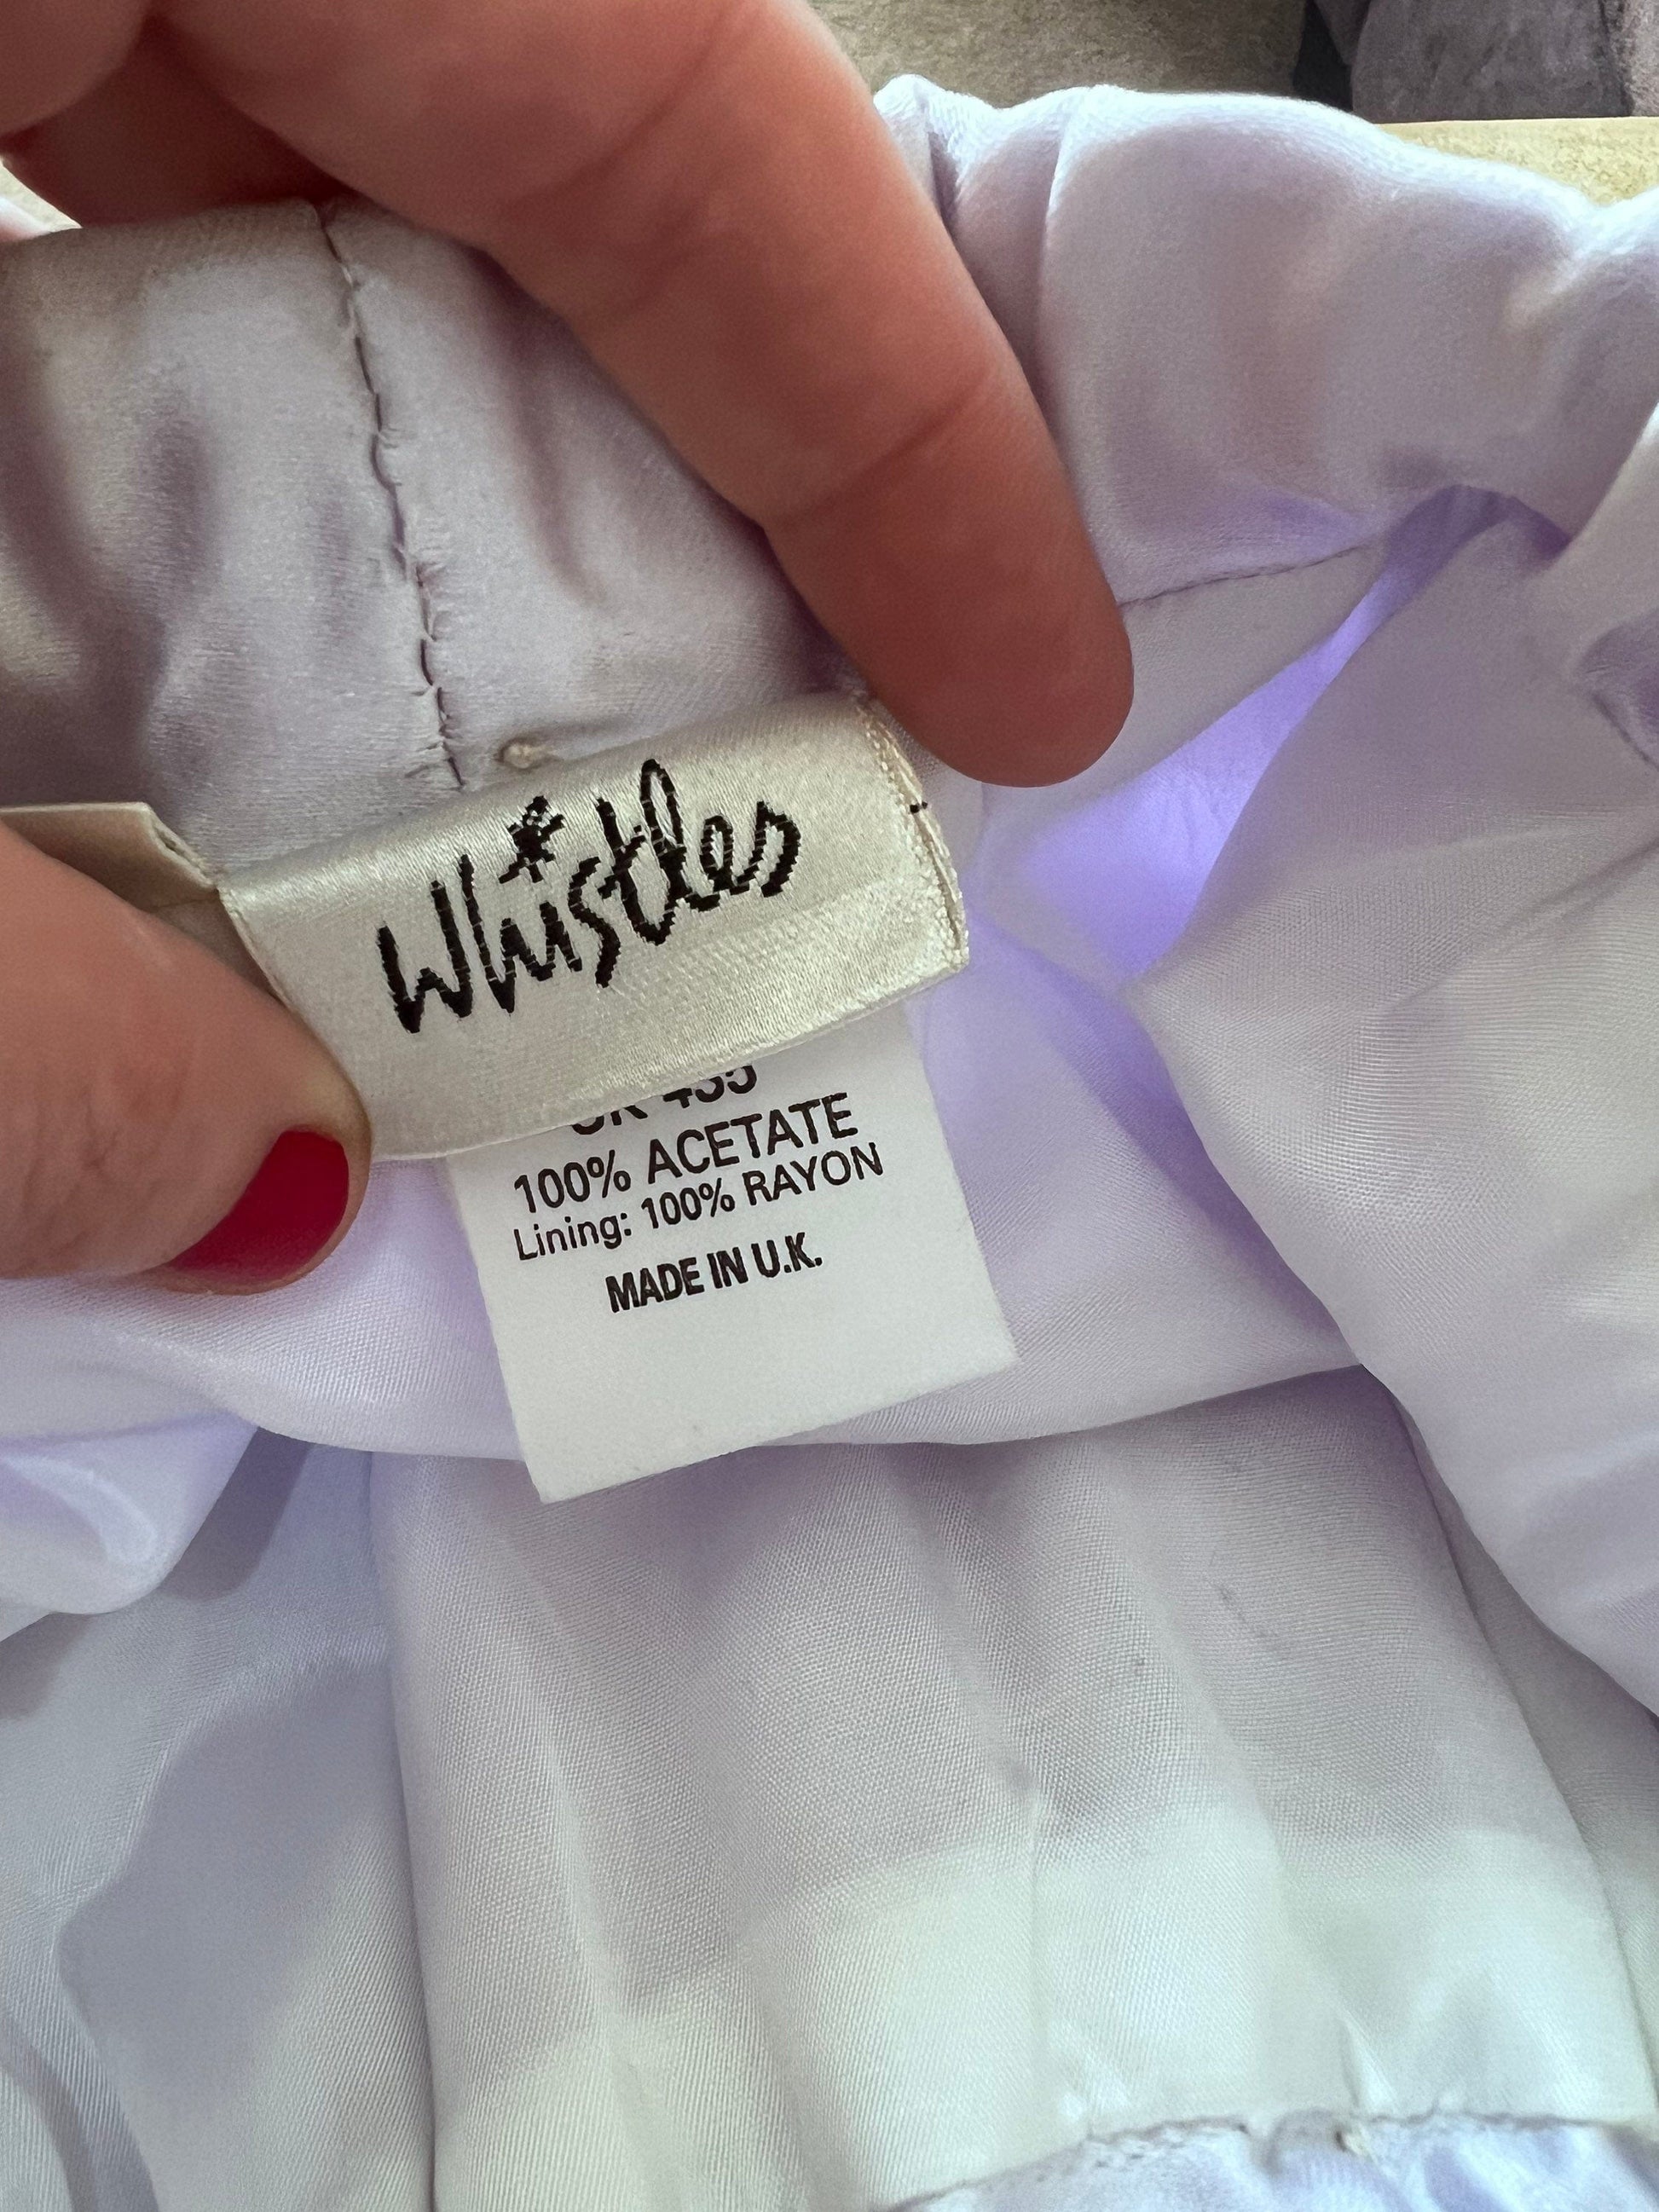 Whistles
100% ACETATE
Lining: 100% RAYON
MADE IN U.K.